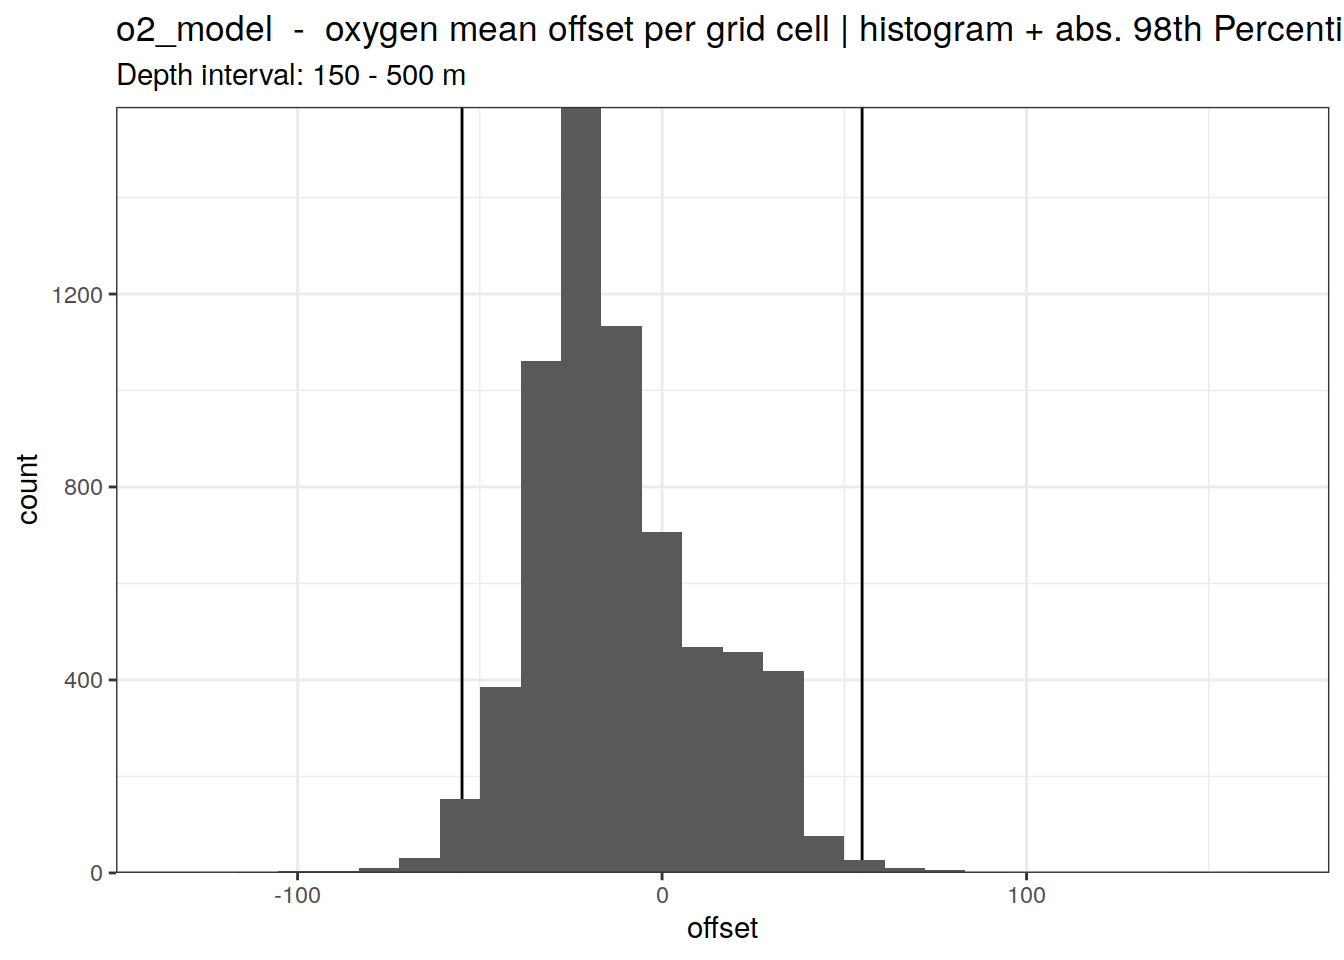 o2_model  -  oxygen mean offset per grid cell | histogram + abs. 98th Percenti
Depth interval: 150 - 500 m
1200
800
400
0
count
-100
0
100
offset